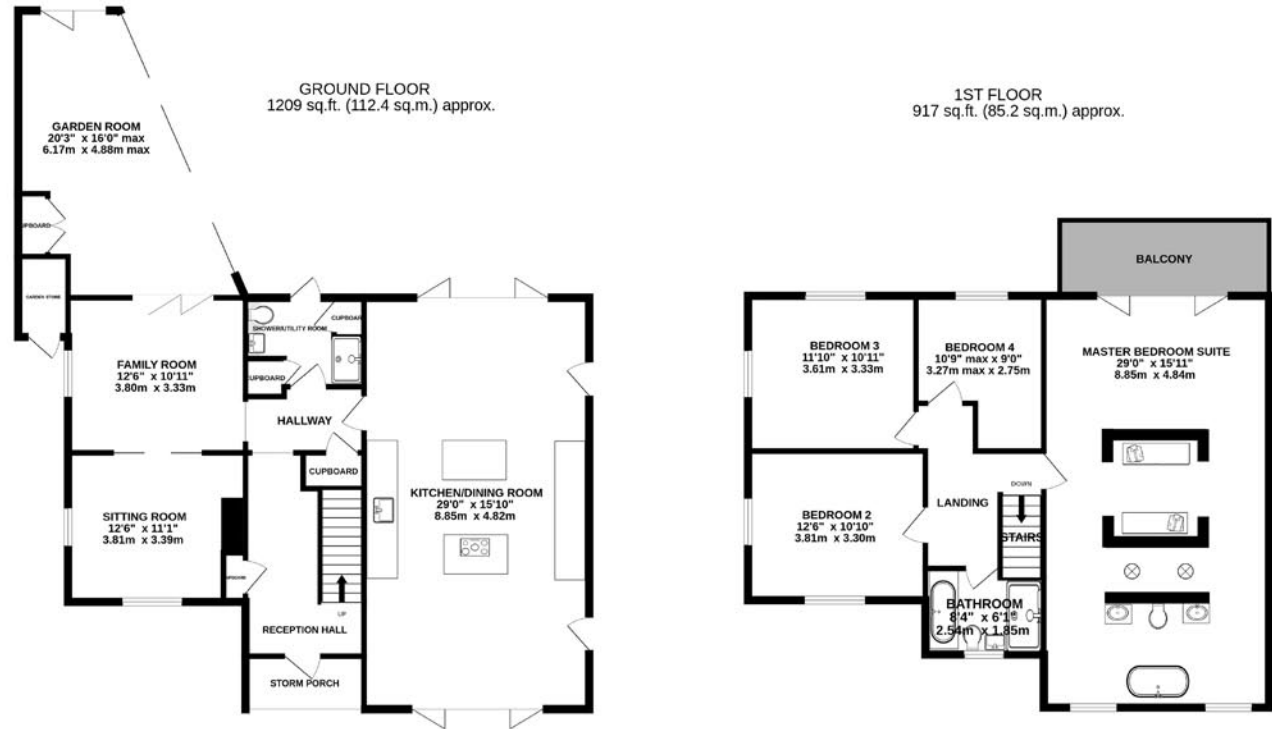 GROUND FLOOR
1209 sq.ft. (112.4 sq.m.) approx.
GARDEN ROOM
20'3" x 16'0" max
6.17m x 4.88m max
UPBOARD
GARDEN STORE
SHOWER/UTILITY ROOM
CUPBOAR
UPBOARD
FAMILY ROOM
12'6" x 10'11"
3.80m x 3.33m
HALLWAY
CUPBOARD
KITCHEN/DINING ROOM
29'0" x 15'10"
8.85m x 4.82m
SITTING ROOM
12'6" x 11'1"
3.81m x 3.39m
UP
RECEPTION HALL
STORM PORCH
1ST FLOOR
917 sq.ft. (85.2 sq.m.) approx.
BALCONY
BEDROOM 3
11'10" x 10'11"
3.61m x 3.33m
BEDROOM 4
10'9" max x 9'0"
3.27m max x 2.75m
MASTER BEDROOM SUITE
29'0" x 15'11"
8.85m x 4.84m
DOWN
LANDING
STAIRS
BEDROOM 2
12'6" x 10'10"
3.81m x 3.30m
BATHROOM
8'4" x 6'1"
2.54m x 1.85m